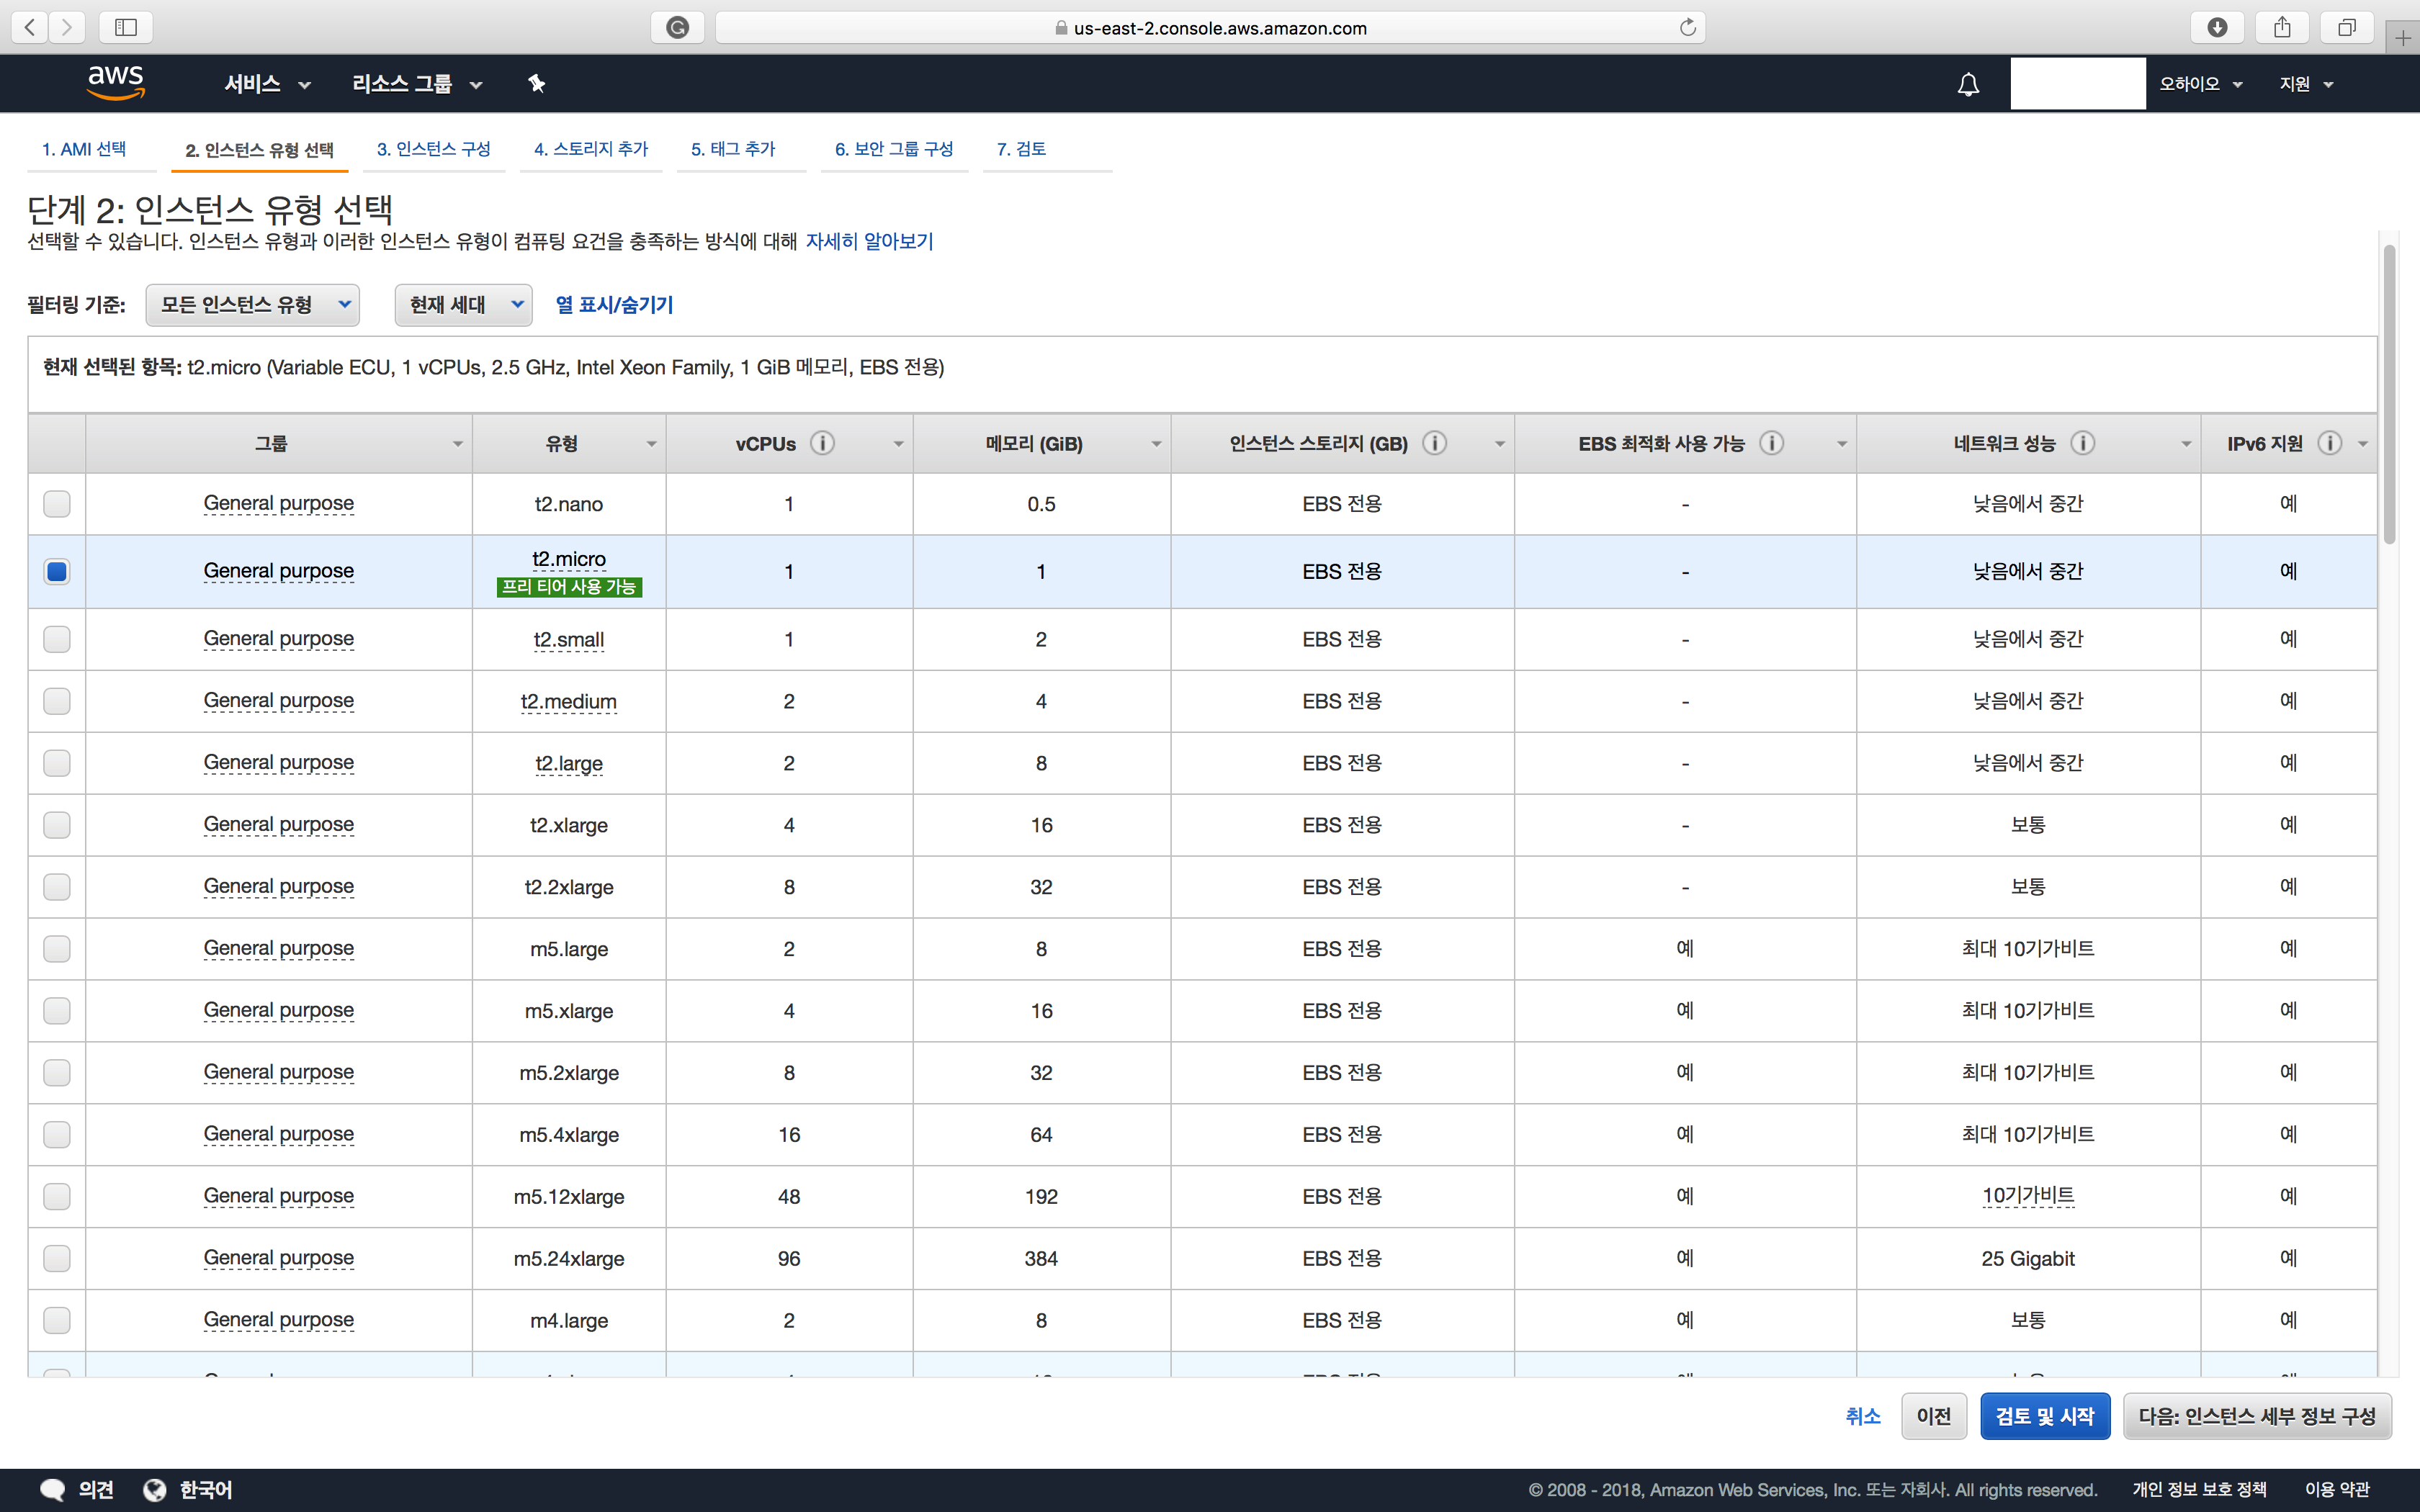 us-east-2.console.aws.amazon.com
aws 서비스 리소스 그룹 오하이오 지원
1. AMI 선택 2. 인스턴스 유형 선택 3. 인스턴스 구성 4. 스토리지 추가 5. 태그 추가 6. 보안 그룹 구성 7. 검토
단계 2: 인스턴스 유형 선택
선택할 수 있습니다. 인스턴스 유형과 이러한 인스턴스 유형이 컴퓨팅 요건을 충족하는 방식에 대해 자세히 알아보기
필터링 기준: 모든 인스턴스 유형 현재 세대 열 표시/숨기기
현재 선택된 항목: t2.micro (Variable ECU, 1 vCPUs, 2.5 GHz, Intel Xeon Family, 1 GiB 메모리, EBS 전용)
그룹 유형 vCPUs 메모리 (GiB) 인스턴스 스토리지 (GB) EBS 최적화 사용 가능 네트워크 성능 IPv6 지원
General purpose t2.nano 1 0.5 EBS 전용 - 낮음에서 중간 예
General purpose t2.micro 1 1 EBS 전용 - 낮음에서 중간 예
프리 티어 사용 가능
General purpose t2.small 1 2 EBS 전용 - 낮음에서 중간 예
General purpose t2.medium 2 4 EBS 전용 - 낮음에서 중간 예
General purpose t2.large 2 8 EBS 전용 - 낮음에서 중간 예
General purpose t2.xlarge 4 16 EBS 전용 - 보통 예
General purpose t2.2xlarge 8 32 EBS 전용 - 보통 예
General purpose m5.large 2 8 EBS 전용 예 최대 10기가비트 예
General purpose m5.xlarge 4 16 EBS 전용 예 최대 10기가비트 예
General purpose m5.2xlarge 8 32 EBS 전용 예 최대 10기가비트 예
General purpose m5.4xlarge 16 64 EBS 전용 예 최대 10기가비트 예
General purpose m5.12xlarge 48 192 EBS 전용 예 10기가비트 예
General purpose m5.24xlarge 96 384 EBS 전용 예 25 Gigabit 예
General purpose m4.large 2 8 EBS 전용 예 보통 예
취소 이전 검토 및 시작 다음: 인스턴스 세부 정보 구성
의견 한국어 © 2008 - 2018, Amazon Web Services, Inc. 또는 자회사. All rights reserved. 개인 정보 보호 정책 이용 약관